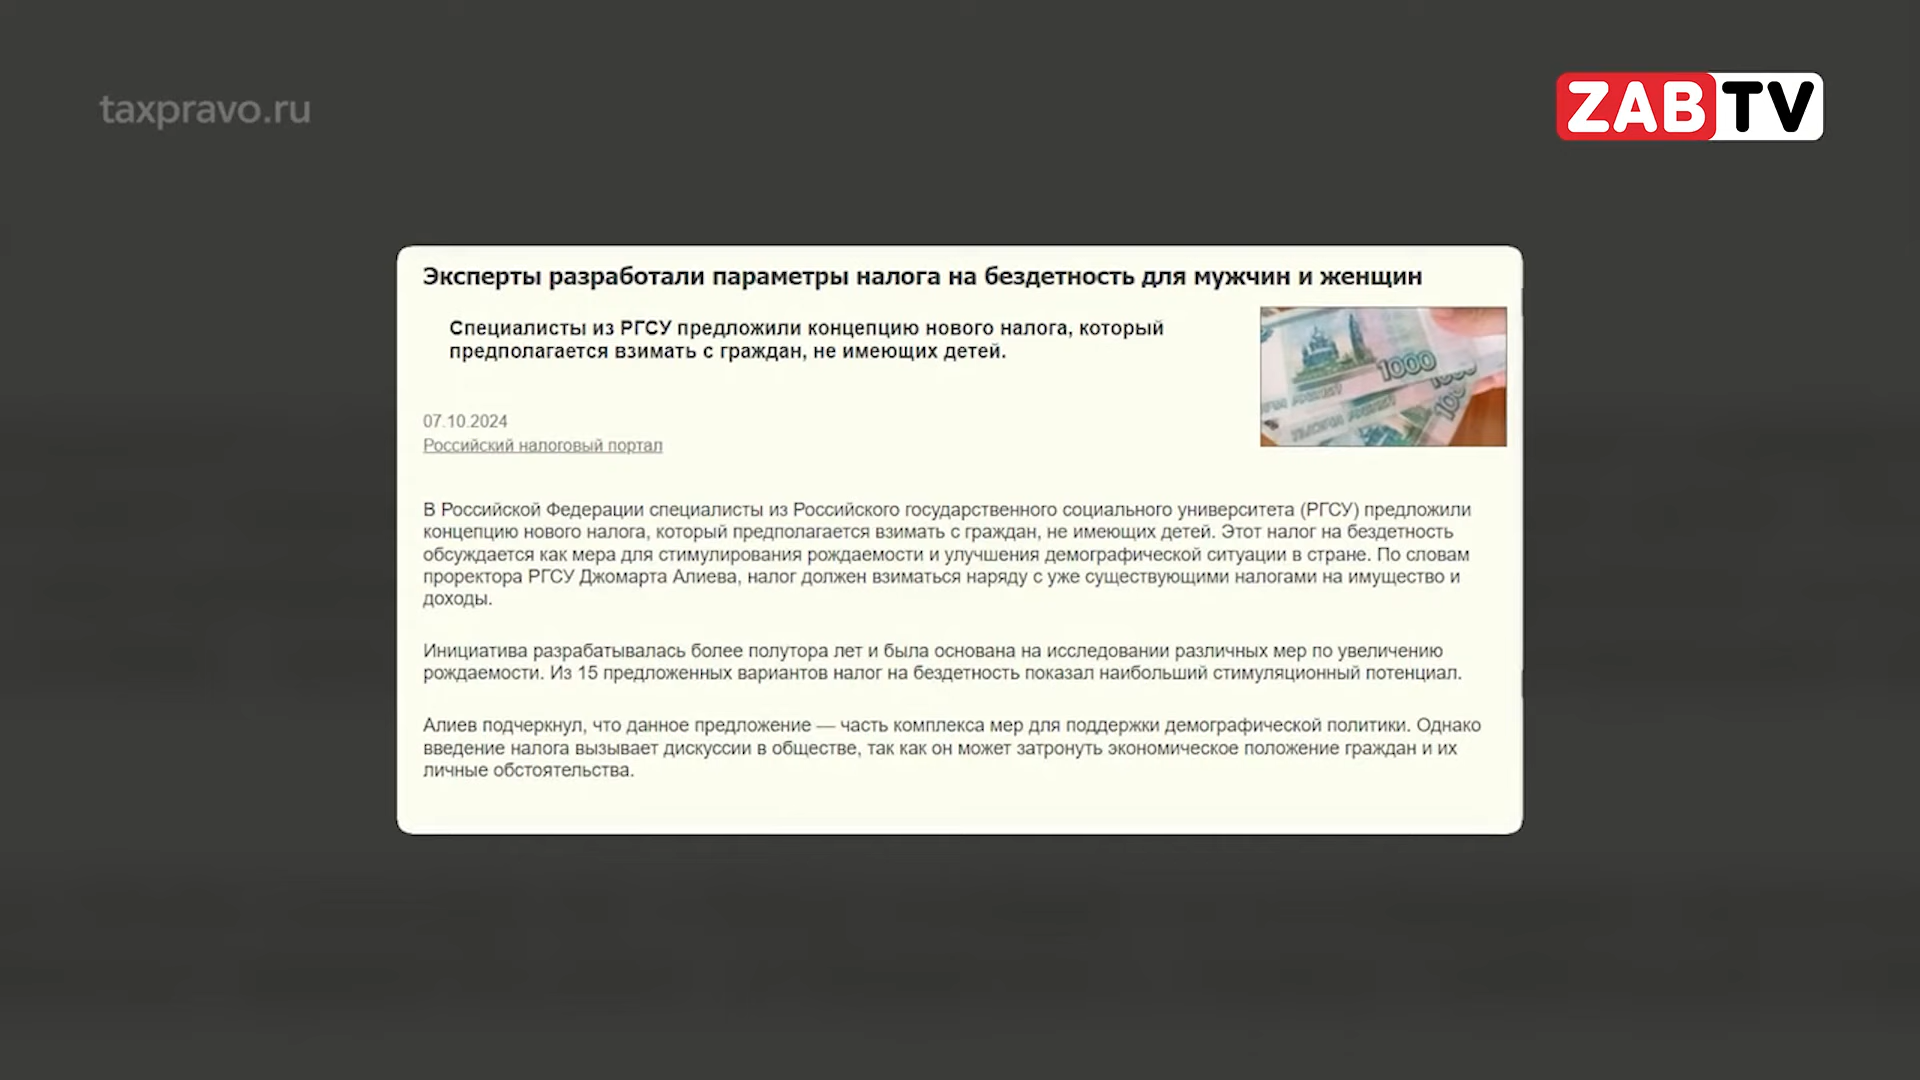 taxpravo.ru
ZABTV
Эксперты разработали параметры налога на бездетность для мужчин и женщин
Специалисты из РГСУ предложили концепцию нового налога, который
предполагается взимать с граждан, не имеющих детей.
1000
07.10.2024
Российский налоговый портал
В Российской Федерации специалисты из Российского государственного социального университета (РГСУ) предложили
концепцию нового налога, который предполагается взимать с граждан, не имеющих детей. Этот налог на бездетность
обсуждается как мера для стимулирования рождаемости и улучшения демографической ситуации в стране. По словам
проректора РГСУ Джомарта Алиева, налог должен взиматься наряду с уже существующими налогами на имущество и
доходы.
Инициатива разрабатывалась более полутора лет и была основана на исследовании различных мер по увеличению
рождаемости. Из 15 предложенных вариантов налог на бездетность показал наибольший стимуляционный потенциал.
Алиев подчеркнул, что данное предложение — часть комплекса мер для поддержки демографической политики. Однако
введение налога вызывает дискуссии в обществе, так как он может затронуть экономическое положение граждан и их
личные обстоятельства.